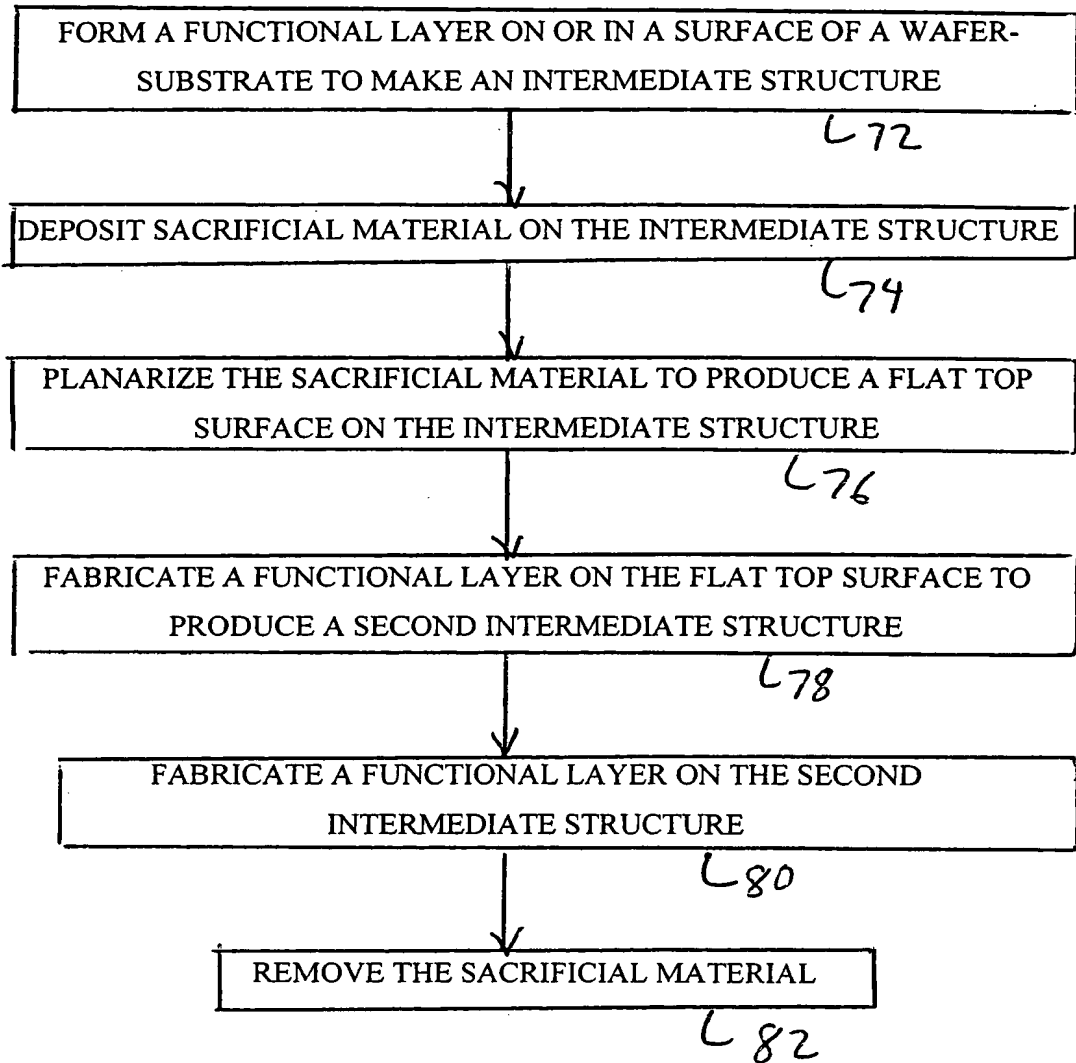 FORM A FUNCTIONAL LAYER ON OR IN A SURFACE OF A WAFER-
SUBSTRATE TO MAKE AN INTERMEDIATE STRUCTURE
72
DEPOSIT SACRIFICIAL MATERIAL ON THE INTERMEDIATE STRUCTURE
74
PLANARIZE THE SACRIFICIAL MATERIAL TO PRODUCE A FLAT TOP
SURFACE ON THE INTERMEDIATE STRUCTURE
76
FABRICATE A FUNCTIONAL LAYER ON THE FLAT TOP SURFACE TO
PRODUCE A SECOND INTERMEDIATE STRUCTURE
78
FABRICATE A FUNCTIONAL LAYER ON THE SECOND
INTERMEDIATE STRUCTURE
80
REMOVE THE SACRIFICIAL MATERIAL
82